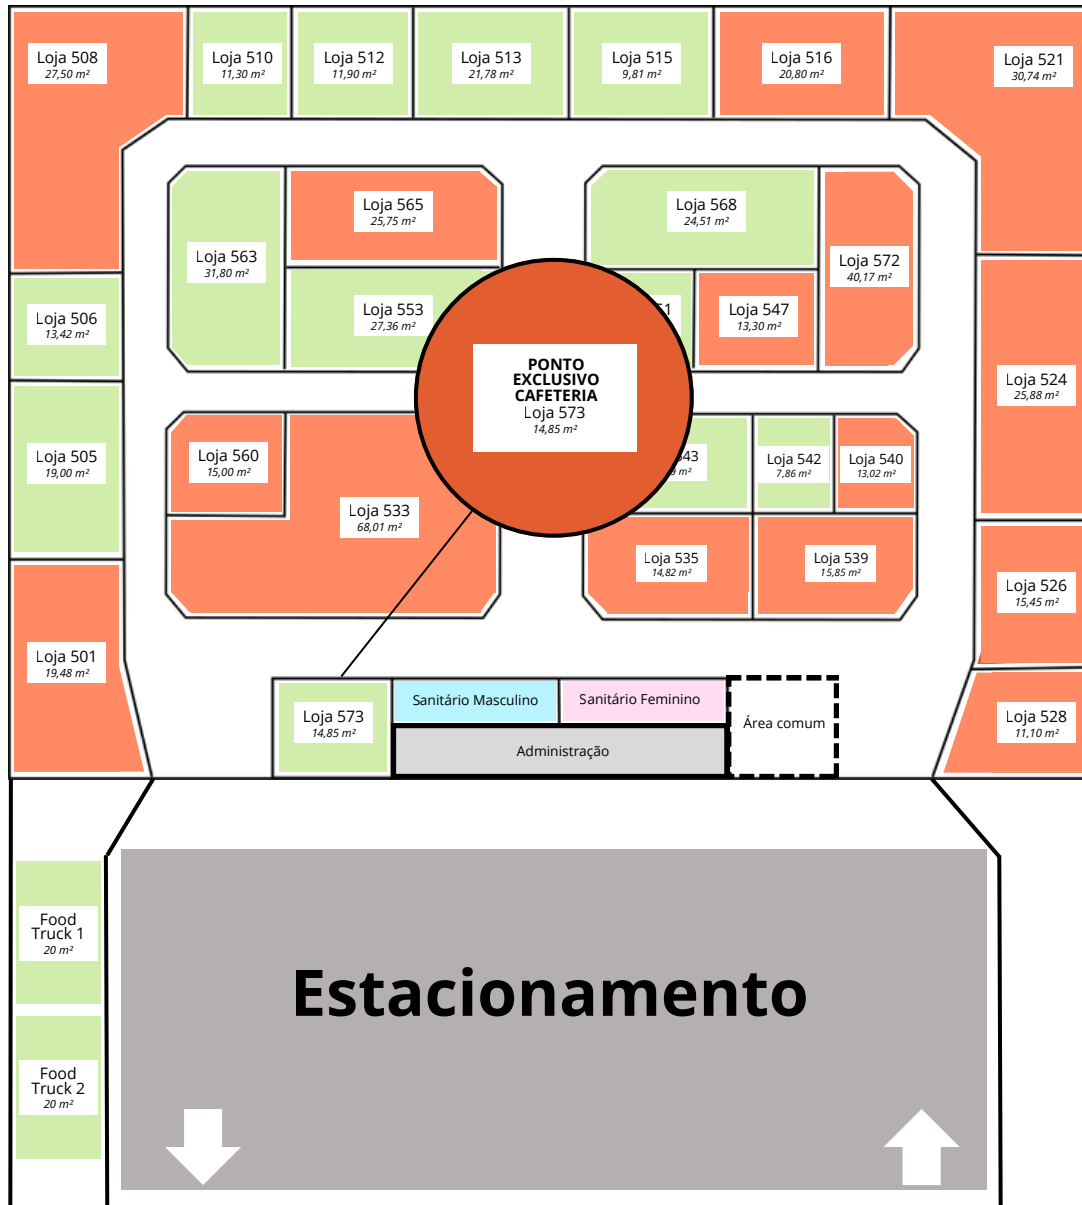 Loja 508
27,50 m²
Loja 510
11,30 m²
Loja 512
11,90 m²
Loja 513
21,78 m²
Loja 515
9,81 m²
Loja 516
20,80 m²
Loja 521
30,74 m²
Loja 565
25,75 m²
Loja 568
24,51 m²
Loja 563
31,80 m²
Loja 572
40,17 m²
Loja 506
13,42 m²
Loja 553
27,36 m²
Loja 547
13,30 m²
PONTO
EXCLUSIVO
CAFETERIA
Loja 573
14,85 m²
Loja 524
25,88 m²
Loja 505
19,00 m²
Loja 560
15,00 m²
Loja 542
7,86 m²
Loja 540
13,02 m²
Loja 533
68,01 m²
Loja 535
14,82 m²
Loja 539
15,85 m²
Loja 526
15,45 m²
Loja 501
19,48 m²
Loja 573
14,85 m²
Sanitário Masculino
Sanitário Feminino
Área comum
Administração
Loja 528
11,10 m²
Food
Truck 1
20 m²
Estacionamento
Food
Truck 2
20 m²